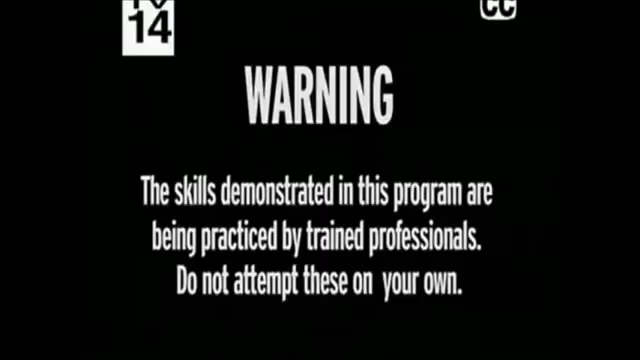 TV
14
CC
WARNING
The skills demonstrated in this program are
being practiced by trained professionals.
Do not attempt these on  your own.